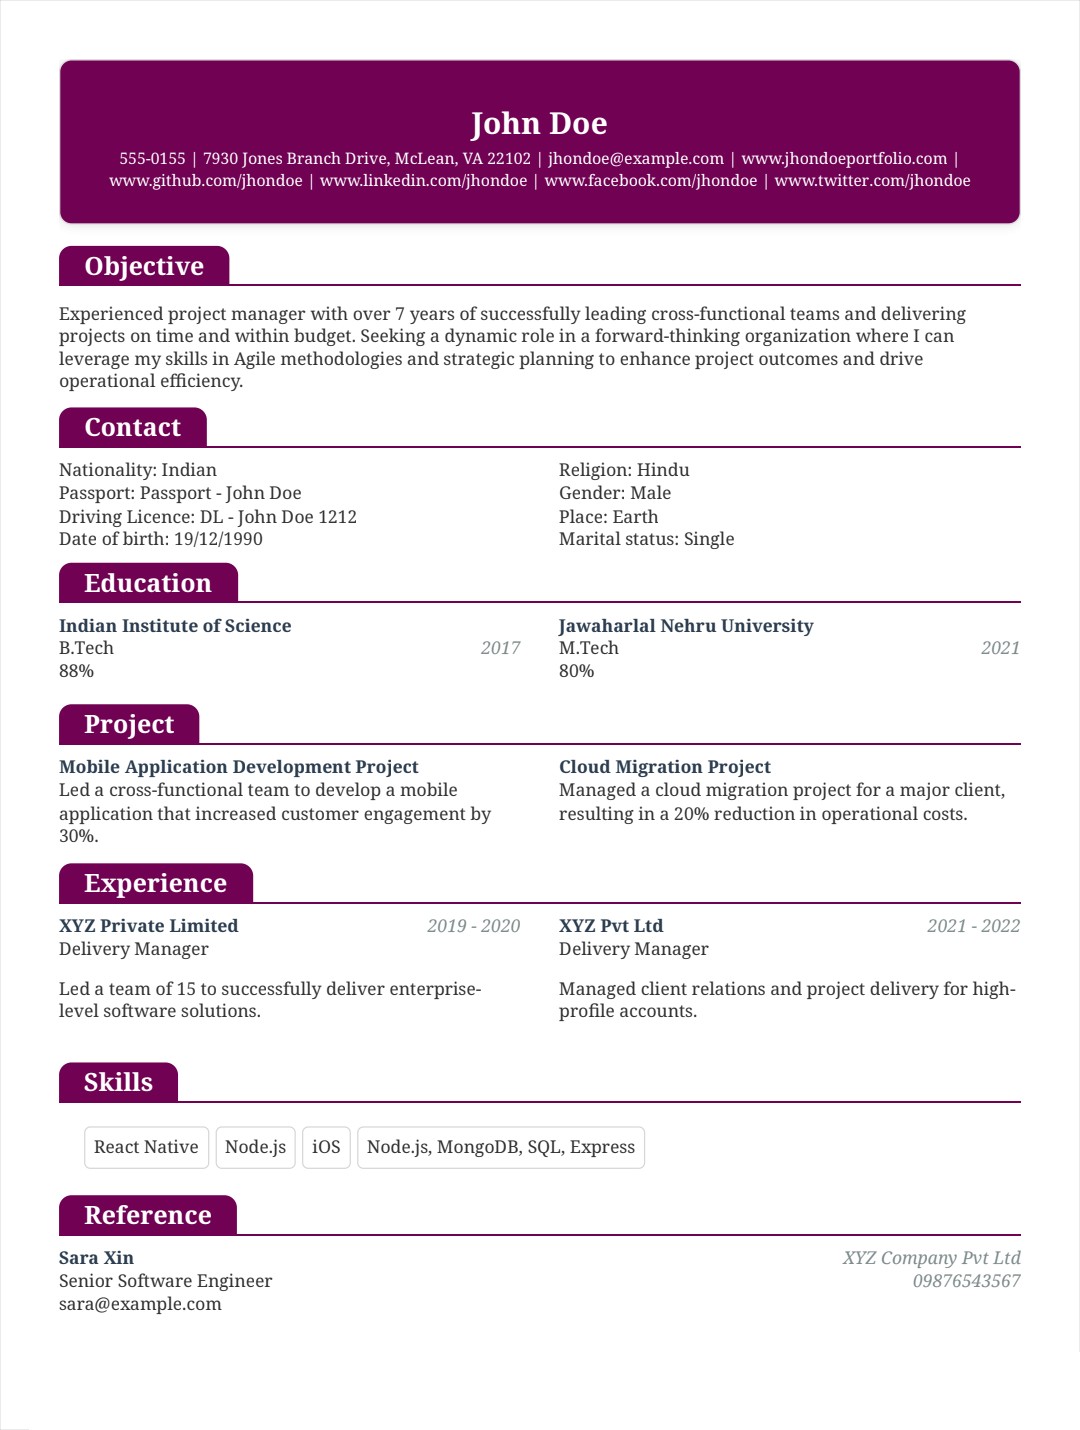 John Doe
555-0155 | 7930 Jones Branch Drive, McLean, VA 22102 | jhondoe@example.com | www.jhondoeportfolio.com |
www.github.com/jhondoe | www.linkedin.com/jhondoe | www.facebook.com/jhondoe | www.twitter.com/jhondoe
Objective
Experienced project manager with over 7 years of successfully leading cross-functional teams and delivering
projects on time and within budget. Seeking a dynamic role in a forward-thinking organization where I can
leverage my skills in Agile methodologies and strategic planning to enhance project outcomes and drive
operational efficiency.
Contact
Nationality: Indian
Passport: Passport - John Doe
Driving Licence: DL - John Doe 1212
Date of birth: 19/12/1990
Religion: Hindu
Gender: Male
Place: Earth
Marital status: Single
Education
Indian Institute of Science
B.Tech 2017
88%
Jawaharlal Nehru University
M.Tech 2021
80%
Project
Mobile Application Development Project
Led a cross-functional team to develop a mobile
application that increased customer engagement by
30%.
Cloud Migration Project
Managed a cloud migration project for a major client,
resulting in a 20% reduction in operational costs.
Experience
XYZ Private Limited 2019 - 2020
Delivery Manager
Led a team of 15 to successfully deliver enterprise-
level software solutions.
XYZ Pvt Ltd 2021 - 2022
Delivery Manager
Managed client relations and project delivery for high-
profile accounts.
Skills
React Native Node.js iOS Node.js, MongoDB, SQL, Express
Reference
Sara Xin XYZ Company Pvt Ltd
Senior Software Engineer 09876543567
sara@example.com